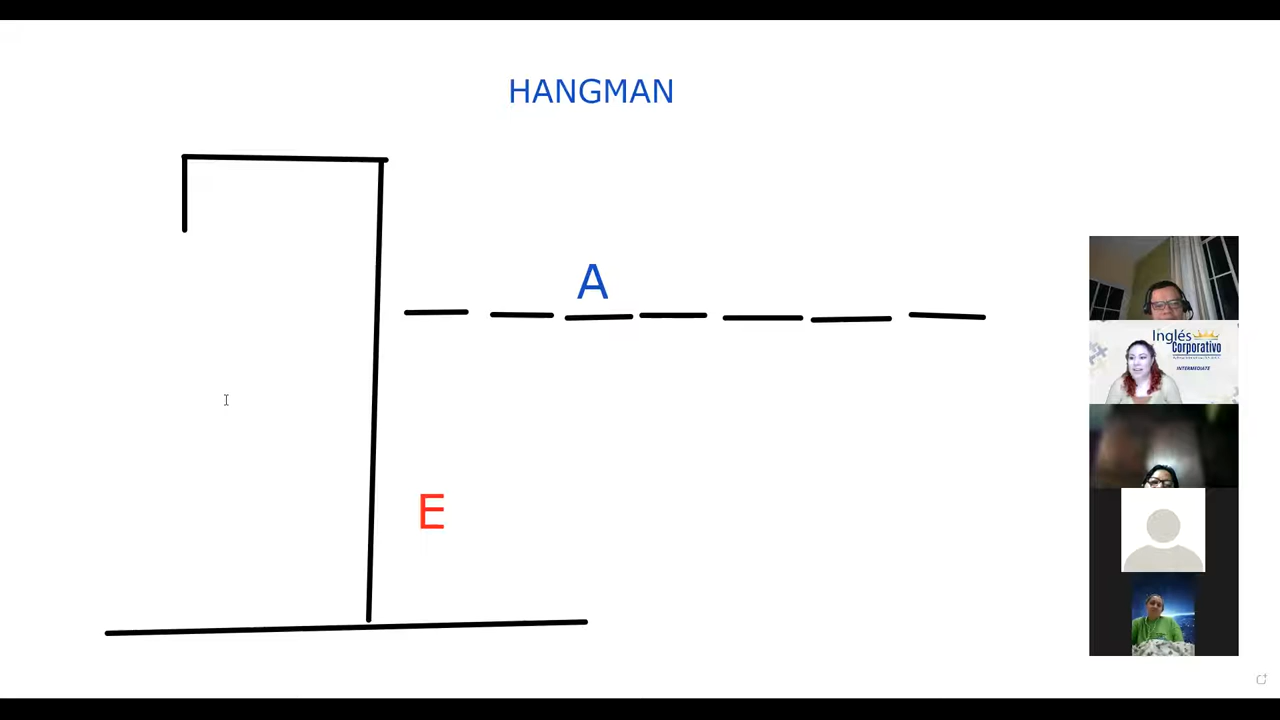 HANGMAN
A
E
Inglés
Corporativo
INTERMEDIATE